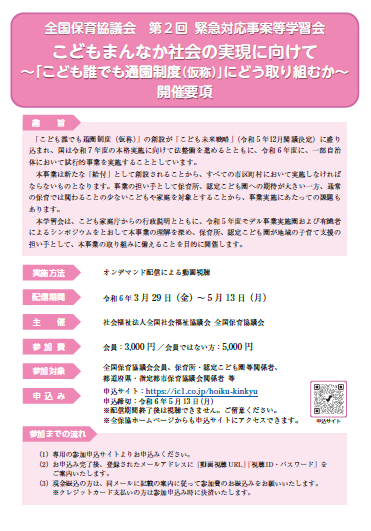 全国保育協議会　第２回 緊急対応事案等学習会
こどもまんなか社会の実現に向けて
～「こども誰でも通園制度(仮称)」にどう取り組むか～
開催要項
趣　旨
「こども誰でも通園制度（仮称）」の創設が「こども未来戦略」（令和５年12月閣議決定）に盛り
込まれ、国は令和７年度の本格実施に向けて法整備を進めるとともに、令和６年度に、一部自治
体において試行的事業を実施することとしています。
本事業は新たな「給付」として創設されることから、すべての市区町村において実施しなければ
ならないものとなります。事業の担い手として保育所、認定こども園への期待が大きい一方、通常
の保育では関わることの少ないこどもや家庭を対象とすることから、事業実施にあたっての課題も
あります。
本学習会は、こども家庭庁からの行政説明とともに、令和５年度モデル事業実施園および有識者
によるシンポジウムをとおして本事業の理解を深め、保育所、認定こども園が地域の子育て支援の
担い手として、本事業の取り組みに備えることを目的に開催します。
実施方法
オンデマンド配信による動画視聴
配信期間
令和６年３月29日（金）～５月13日（月）
主　催
社会福祉法人全国社会福祉協議会 全国保育協議会
参 加 費
会員：3,000円／会員ではない方：5,000円
参加対象
全国保育協議会会員、保育所・認定こども園等関係者、
都道府県・指定都市保育協議会関係者 等
申 込 み
申込サイト：https://icl.co.jp/hoiku-kinkyu
申込締切：令和６年５月13日(月)
※配信期間終了後は視聴できません。ご留意ください。
※全保協ホームページからも申込サイトにアクセスできます。
申込サイト
参加までの流れ
（1）専用の参加申込サイトよりお申込みください。
（2）お申込み完了後、登録されたメールアドレスに「動画視聴URL」「視聴ID・パスワード」を
ご案内いたします。
（3）現金振込の方は、同メールに記載の案内に従って参加費のお振込みをお願いいたします。
※クレジットカード支払いの方は参加申込み時に決済いたします。